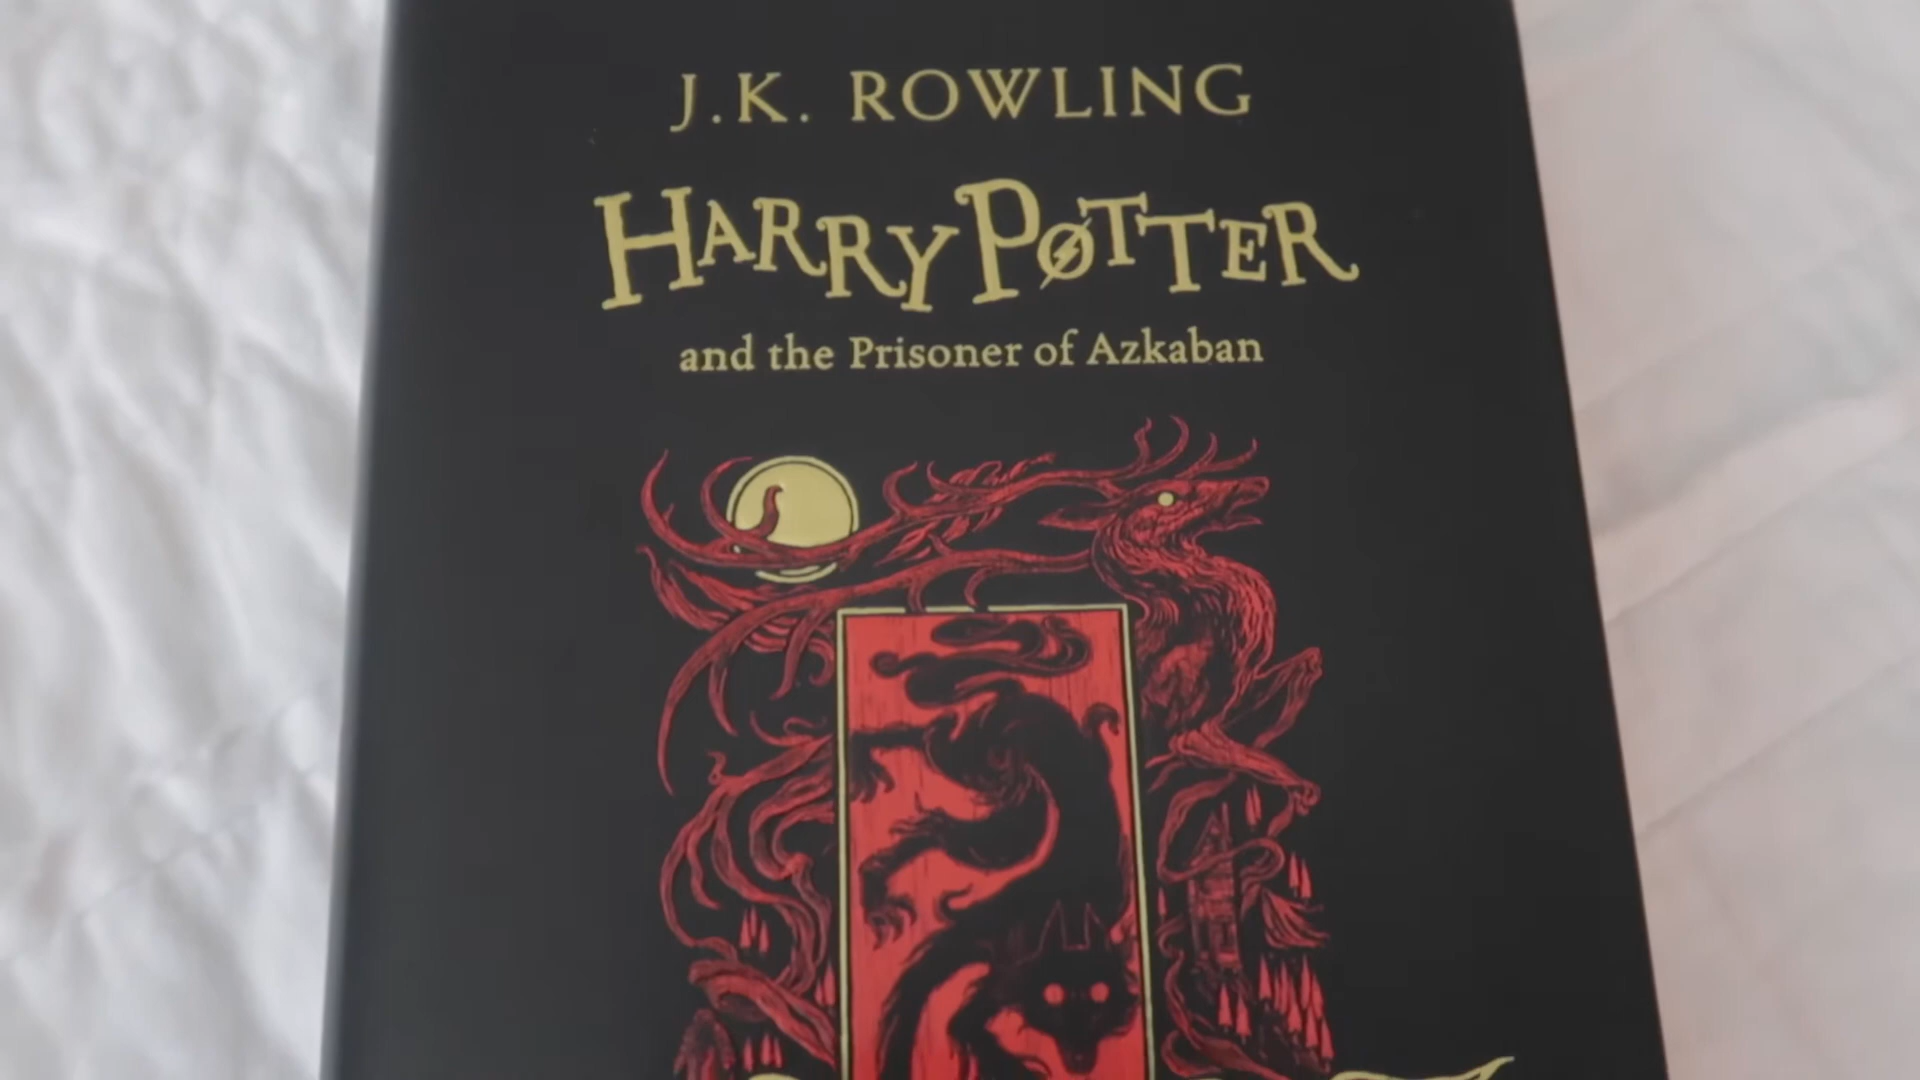 J.K. ROWLING
HARRY POTTER
and the Prisoner of Azkaban